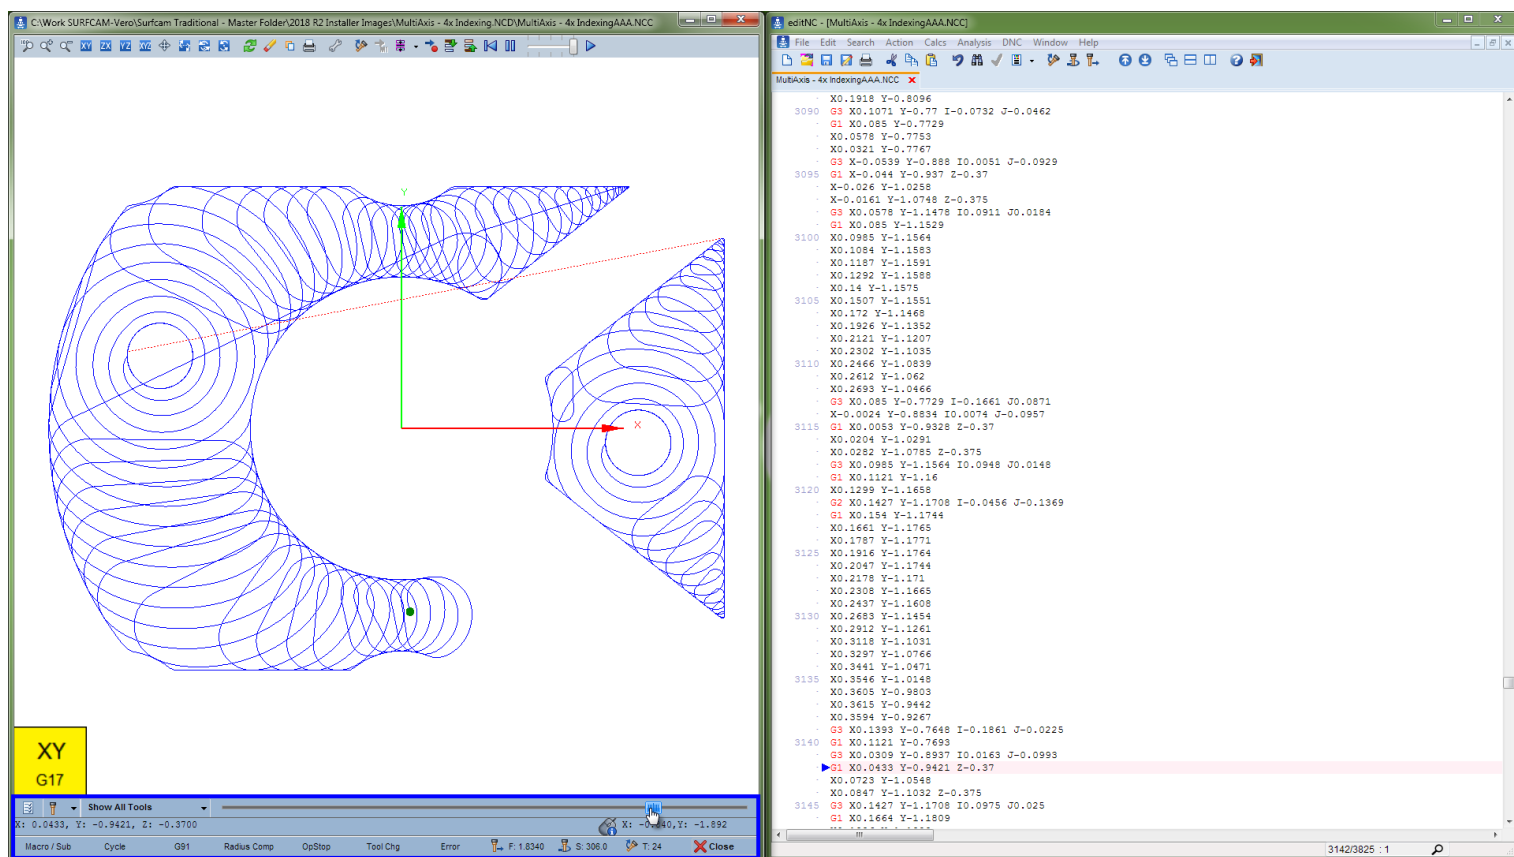 C:\Work SURFCAM-Vero\Surfcam Traditional - Master Folder\2018 R2 Installer Images\MultiAxis - 4x Indexing.NCD\MultiAxis - 4x IndexingAAA.NCC
XY ZX YZ XYZ
Y
X
XY
G17
Show All Tools
X: 0.0433, Y: -0.9421, Z: -0.3700
Y: -1.892
Macro / Sub Cycle G91 Radius Comp OpStop Tool Chg Error F: 1.8340 S: 306.0 T: 24 Close
editNC - [MultiAxis - 4x IndexingAAA.NCC]
File Edit Search Action Calcs Analysis DNC Window Help
MultiAxis - 4x IndexingAAA.NCC
X0.1918 Y-0.8096
3090 G3 X0.1071 Y-0.77 I-0.0732 J-0.0462
G1 X0.085 Y-0.7729
X0.0578 Y-0.7753
X0.0321 Y-0.7767
G3 X-0.0539 Y-0.888 I0.0051 J-0.0929
3095 G1 X-0.044 Y-0.937 Z-0.37
X-0.026 Y-1.0258
X-0.0161 Y-1.0748 Z-0.375
G3 X0.0578 Y-1.1478 I0.0911 J0.0184
G1 X0.085 Y-1.1529
3100 X0.0985 Y-1.1564
X0.1084 Y-1.1583
X0.1187 Y-1.1591
X0.1292 Y-1.1588
X0.14 Y-1.1575
3105 X0.1507 Y-1.1551
X0.172 Y-1.1468
X0.1926 Y-1.1352
X0.2121 Y-1.1207
X0.2302 Y-1.1035
3110 X0.2466 Y-1.0839
X0.2612 Y-1.062
X0.2693 Y-1.0466
G3 X0.085 Y-0.7729 I-0.1661 J0.0871
X-0.0024 Y-0.8834 I0.0074 J-0.0957
3115 G1 X0.0053 Y-0.9328 Z-0.37
X0.0204 Y-1.0291
X0.0282 Y-1.0785 Z-0.375
G3 X0.0985 Y-1.1564 I0.0948 J0.0148
G1 X0.1121 Y-1.16
3120 X0.1299 Y-1.1658
G2 X0.1427 Y-1.1708 I-0.0456 J-0.1369
G1 X0.154 Y-1.1744
X0.1661 Y-1.1765
X0.1787 Y-1.1771
3125 X0.1916 Y-1.1764
X0.2047 Y-1.1744
X0.2178 Y-1.171
X0.2308 Y-1.1665
X0.2437 Y-1.1608
3130 X0.2683 Y-1.1454
X0.2912 Y-1.1261
X0.3118 Y-1.1031
X0.3297 Y-1.0766
X0.3441 Y-1.0471
3135 X0.3546 Y-1.0148
X0.3605 Y-0.9803
X0.3615 Y-0.9442
X0.3594 Y-0.9267
G3 X0.1393 Y-0.7648 I-0.1861 J-0.0225
3140 G1 X0.1121 Y-0.7693
G3 X0.0309 Y-0.8937 I0.0163 J-0.0993
G1 X0.0433 Y-0.9421 Z-0.37
X0.0723 Y-1.0548
X0.0847 Y-1.1032 Z-0.375
3145 G3 X0.1427 Y-1.1708 I0.0975 J0.025
G1 X0.1664 Y-1.1809
3142/3825 : 1